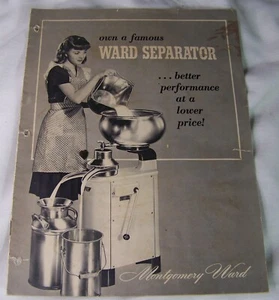 own a famous
WARD SEPARATOR
...better
performance
at a
lower
price!
Montgomery Ward